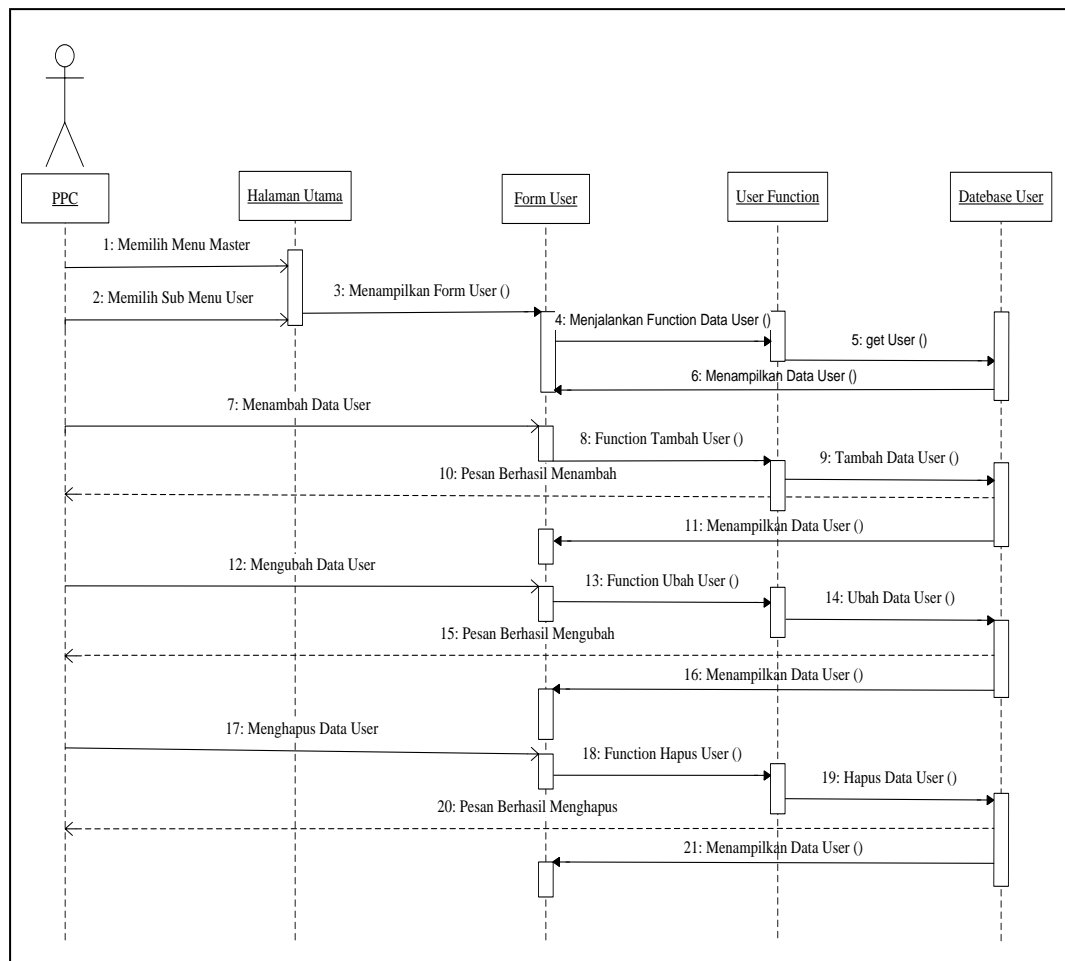 PPC
Halaman Utama
Form User
User Function
Datebase User
1: Memilih Menu Master
2: Memilih Sub Menu User
3: Menampilkan Form User ()
4: Menjalankan Function Data User ()
5: get User ()
6: Menampilkan Data User ()
7: Menambah Data User
8: Function Tambah User ()
9: Tambah Data User ()
10: Pesan Berhasil Menambah
11: Menampilkan Data User ()
12: Mengubah Data User
13: Function Ubah User ()
14: Ubah Data User ()
15: Pesan Berhasil Mengubah
16: Menampilkan Data User ()
17: Menghapus Data User
18: Function Hapus User ()
19: Hapus Data User ()
20: Pesan Berhasil Menghapus
21: Menampilkan Data User ()